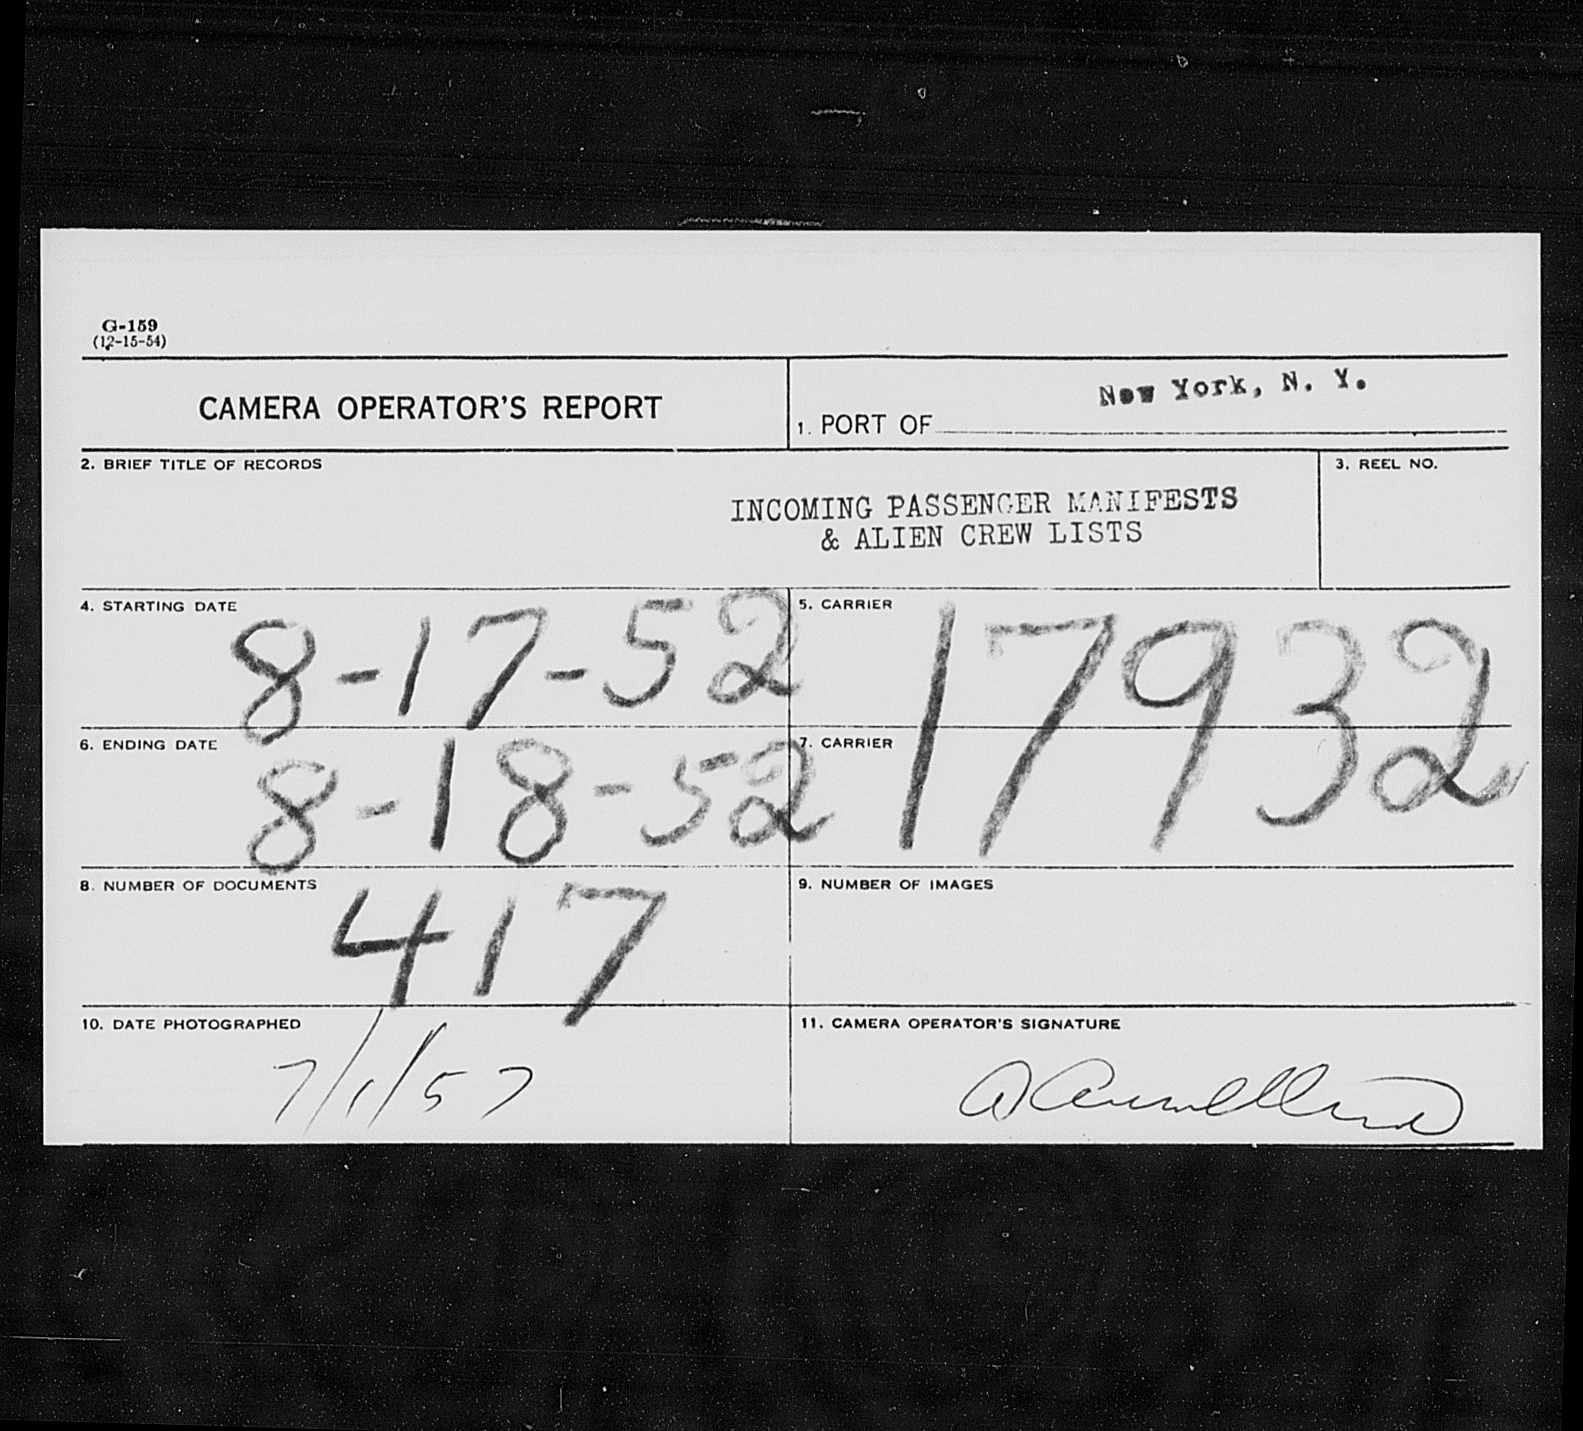 G-159
(12-15-54)
CAMERA OPERATOR'S REPORT
1. PORT OF New York, N. Y.
2. BRIEF TITLE OF RECORDS
INCOMING PASSENGER MANIFESTS
& ALIEN CREW LISTS
3. REEL NO.
4. STARTING DATE
8-17-52
5. CARRIER
17932
6. ENDING DATE
8-18-52
7. CARRIER
8. NUMBER OF DOCUMENTS
417
9. NUMBER OF IMAGES
10. DATE PHOTOGRAPHED
7/1/57
11. CAMERA OPERATOR'S SIGNATURE